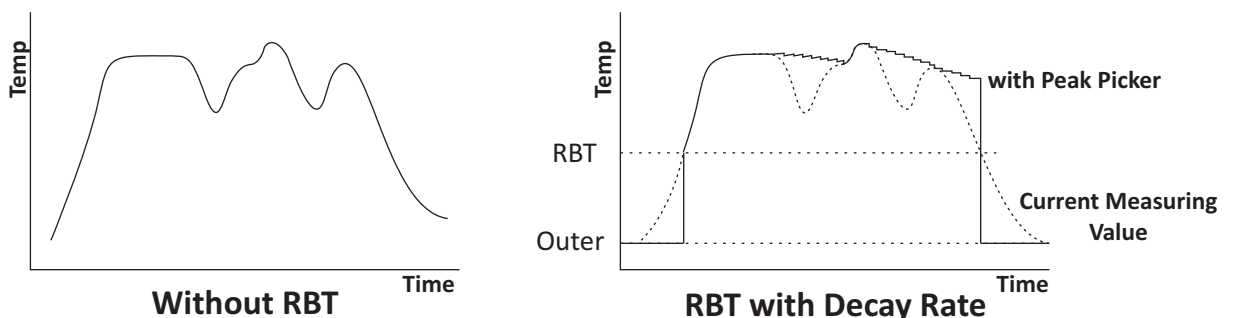 Temp
Time
Without RBT
Temp
with Peak Picker
RBT
Current Measuring
Value
Outer
Time
RBT with Decay Rate